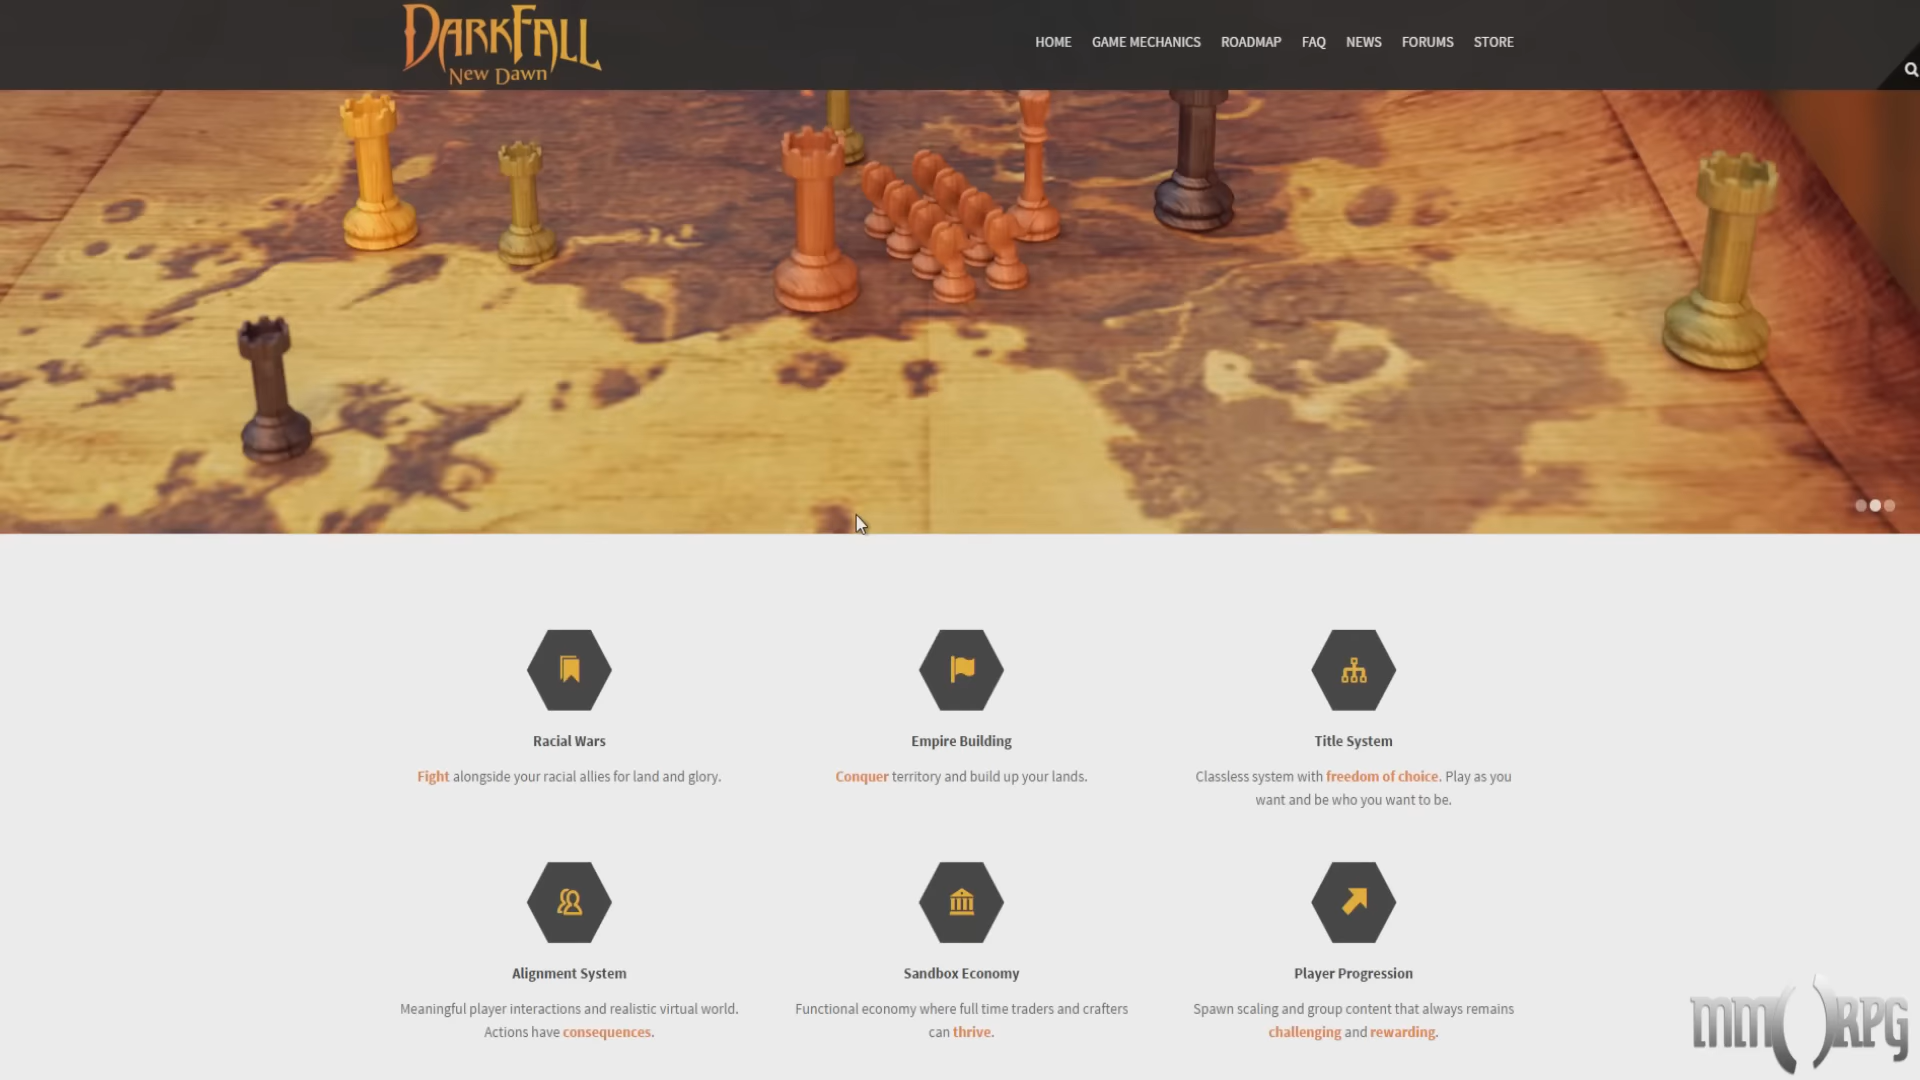 DARKFALL
New Dawn
HOME GAME MECHANICS ROADMAP FAQ NEWS FORUMS STORE
Racial Wars
Fight alongside your racial allies for land and glory.
Empire Building
Conquer territory and build up your lands.
Title System
Classless system with freedom of choice. Play as you
want and be who you want to be.
Alignment System
Meaningful player interactions and realistic virtual world.
Actions have consequences.
Sandbox Economy
Functional economy where full time traders and crafters
can thrive.
Player Progression
Spawn scaling and group content that always remains
challenging and rewarding.
mmORPG